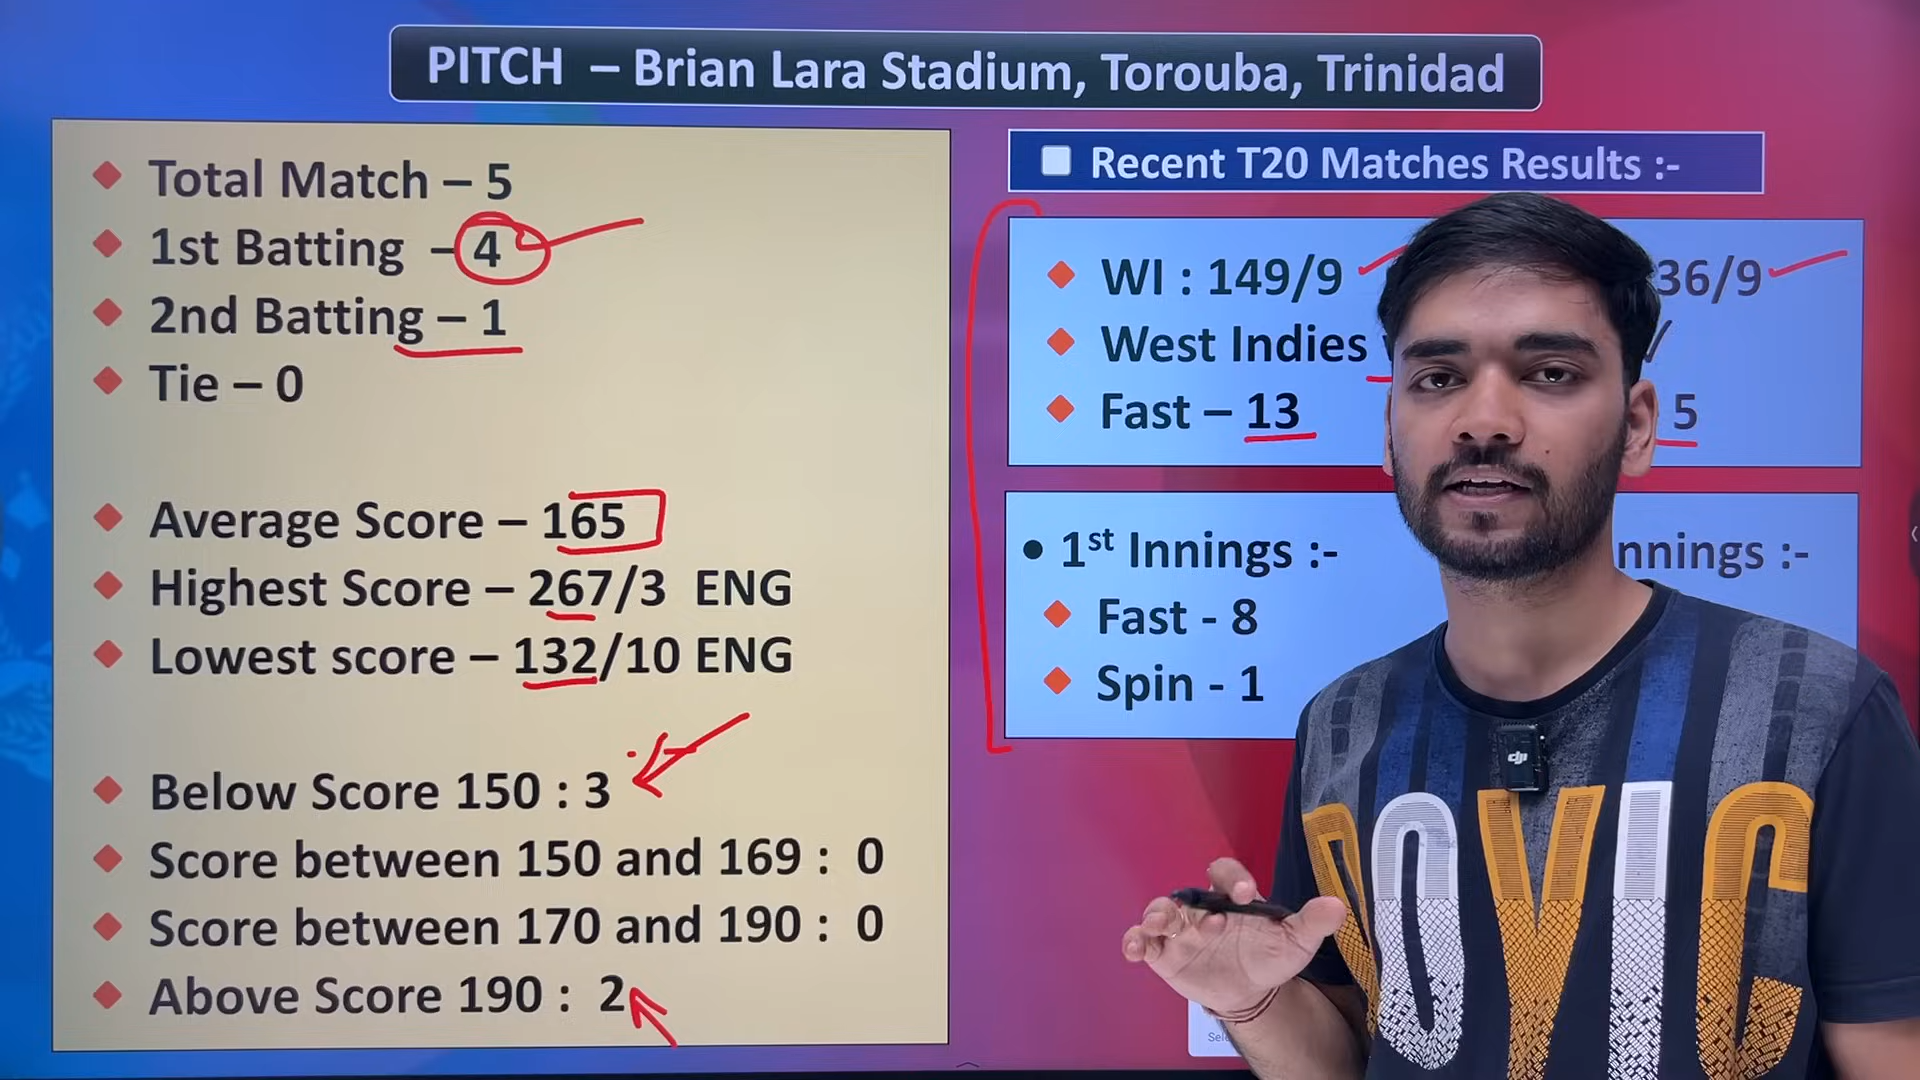 PITCH – Brian Lara Stadium, Torouba, Trinidad
Total Match – 5
1st Batting – 4
2nd Batting – 1
Tie – 0
Average Score – 165
Highest Score – 267/3 ENG
Lowest score – 132/10 ENG
Below Score 150 : 3
Score between 150 and 169 : 0
Score between 170 and 190 : 0
Above Score 190 : 2
Recent T20 Matches Results :-
WI : 149/9 36/9
West Indies
Fast – 13 5
1st Innings :- nnings :-
Fast - 8
Spin - 1
dji